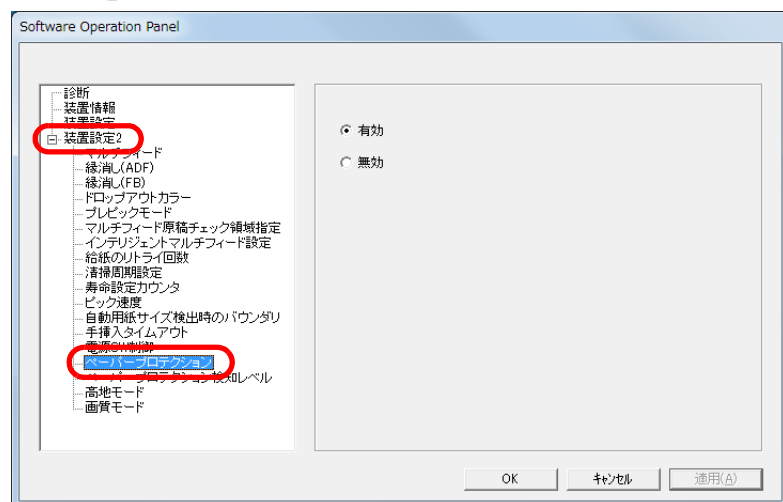 Software Operation Panel
診断
装置情報
装置設定
装置設定2
マルチフィード
縁消し(ADF)
縁消し(FB)
ドロップアウトカラー
プレピックモード
マルチフィード原稿チェック領域指定
インテリジェントマルチフィード設定
給紙のリトライ回数
清掃周期設定
寿命設定カウンタ
ピック速度
自動用紙サイズ検出時のバウンダリ
手挿入タイムアウト
電源SW制御
ペーパープロテクション
ペーパープロテクション検知レベル
高地モード
画質モード
有効
無効
OK
キャンセル
適用(A)